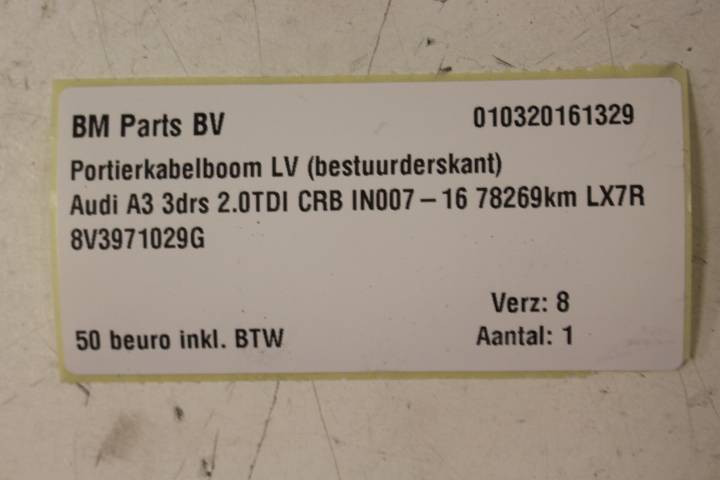 BM Parts BV 010320161329
Portierkabelboom LV (bestuurderskant)
Audi A3 3drs 2.0TDI CRB IN007 – 16 78269km LX7R
8V3971029G
Verz: 8
50 beuro inkl. BTW Aantal: 1